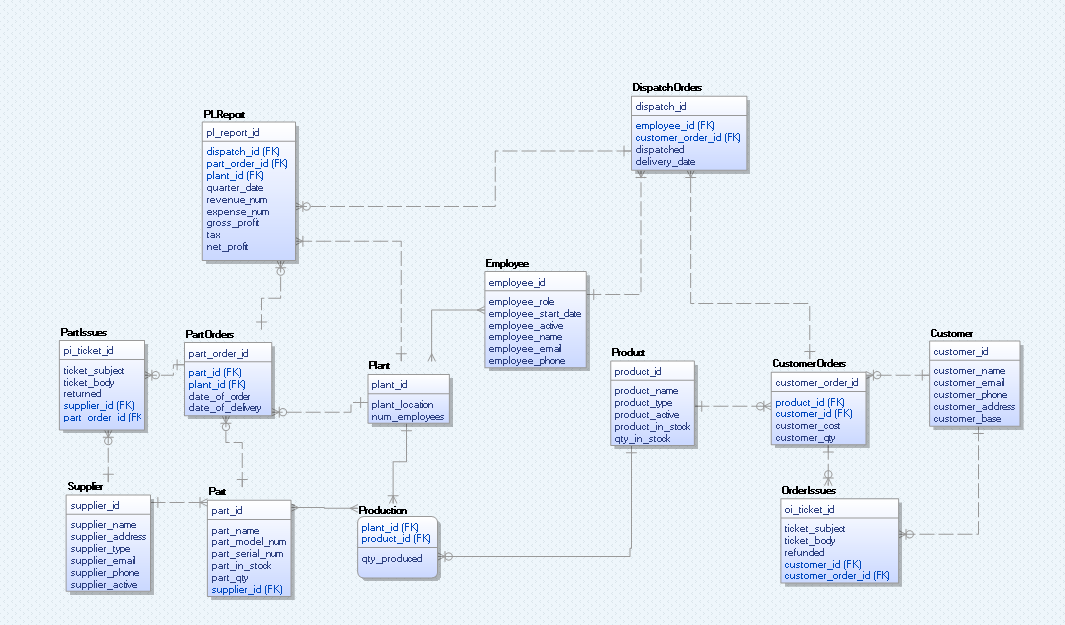 DispatchOrders
dispatch_id
employee_id (FK)
customer_order_id (FK)
dispatched
delivery_date
PLRepot
pl_report_id
dispatch_id (FK)
part_order_id (FK)
plant_id (FK)
quarter_date
revenue_num
expense_num
gross_profit
tax
net_profit
Employee
employee_id
employee_role
employee_start_date
employee_active
employee_name
employee_email
employee_phone
PartIssues
pi_ticket_id
ticket_subject
ticket_body
returned
supplier_id (FK)
part_order_id (FK
PartOrders
part_order_id
part_id (FK)
plant_id (FK)
date_of_order
date_of_delivery
Plant
plant_id
plant_location
num_employees
Product
product_id
product_name
product_type
product_active
product_in_stock
qty_in_stock
CustomerOrders
customer_order_id
product_id (FK)
customer_id (FK)
customer_cost
customer_qty
Customer
customer_id
customer_name
customer_email
customer_phone
customer_address
customer_base
Supplier
supplier_id
supplier_name
supplier_address
supplier_type
supplier_email
supplier_phone
supplier_active
Part
part_id
part_name
part_model_num
part_serial_num
part_in_stock
part_qty
supplier_id (FK)
Production
plant_id (FK)
product_id (FK)
qty_produced
OrderIssues
oi_ticket_id
ticket_subject
ticket_body
refunded
customer_id (FK)
customer_order_id (FK)